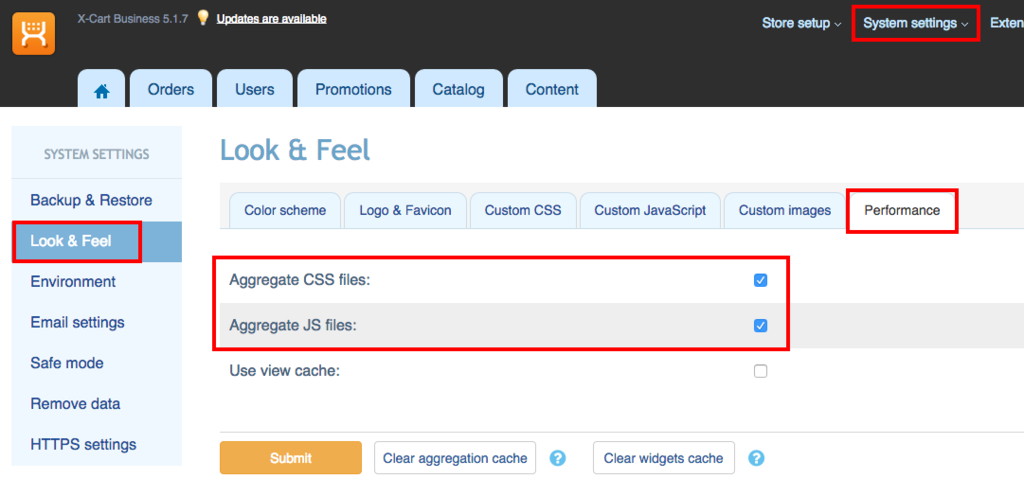 X-Cart Business 5.1.7 Updates are available
Store setup System settings Exten
Orders Users Promotions Catalog Content
SYSTEM SETTINGS
Backup & Restore
Look & Feel
Environment
Email settings
Safe mode
Remove data
HTTPS settings
Look & Feel
Color scheme Logo & Favicon Custom CSS Custom JavaScript Custom images Performance
Aggregate CSS files:
Aggregate JS files:
Use view cache:
Submit Clear aggregation cache ? Clear widgets cache ?